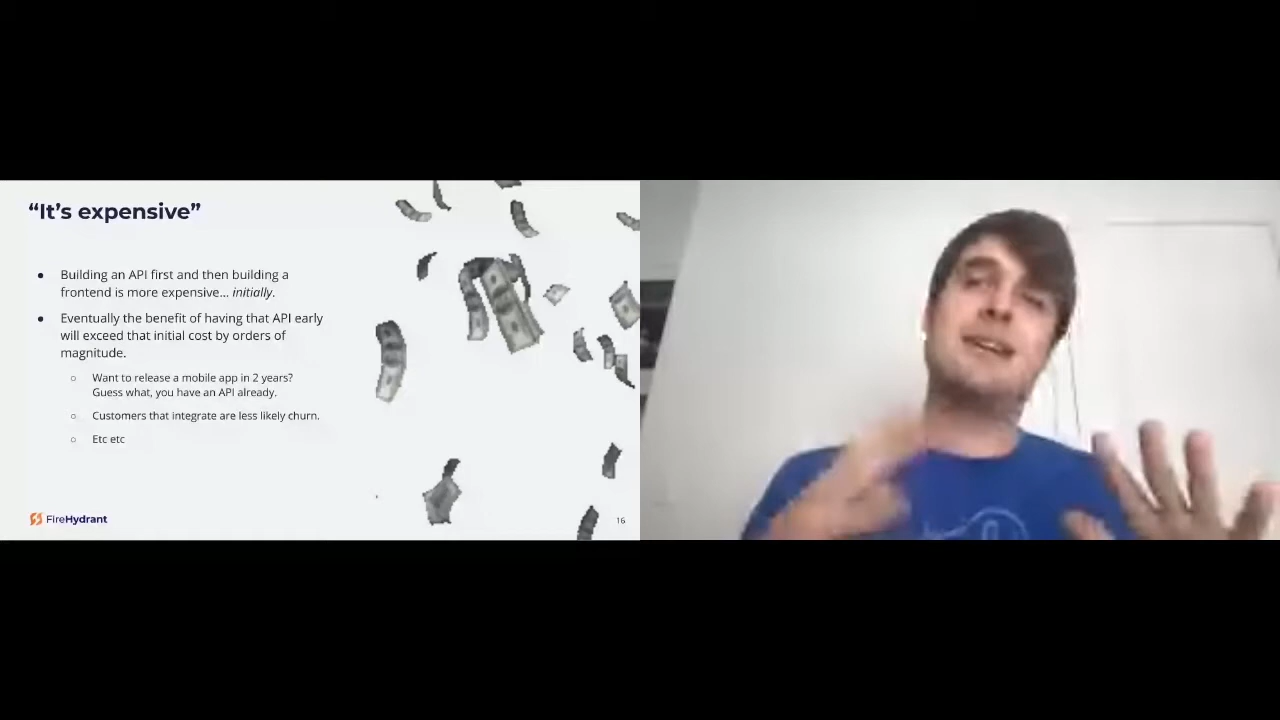 “It’s expensive”
● Building an API first and then building a
frontend is more expensive... initially.
● Eventually the benefit of having that API early
will exceed that initial cost by orders of
magnitude.
○ Want to release a mobile app in 2 years?
Guess what, you have an API already.
○ Customers that integrate are less likely churn.
○ Etc etc
FireHydrant
16